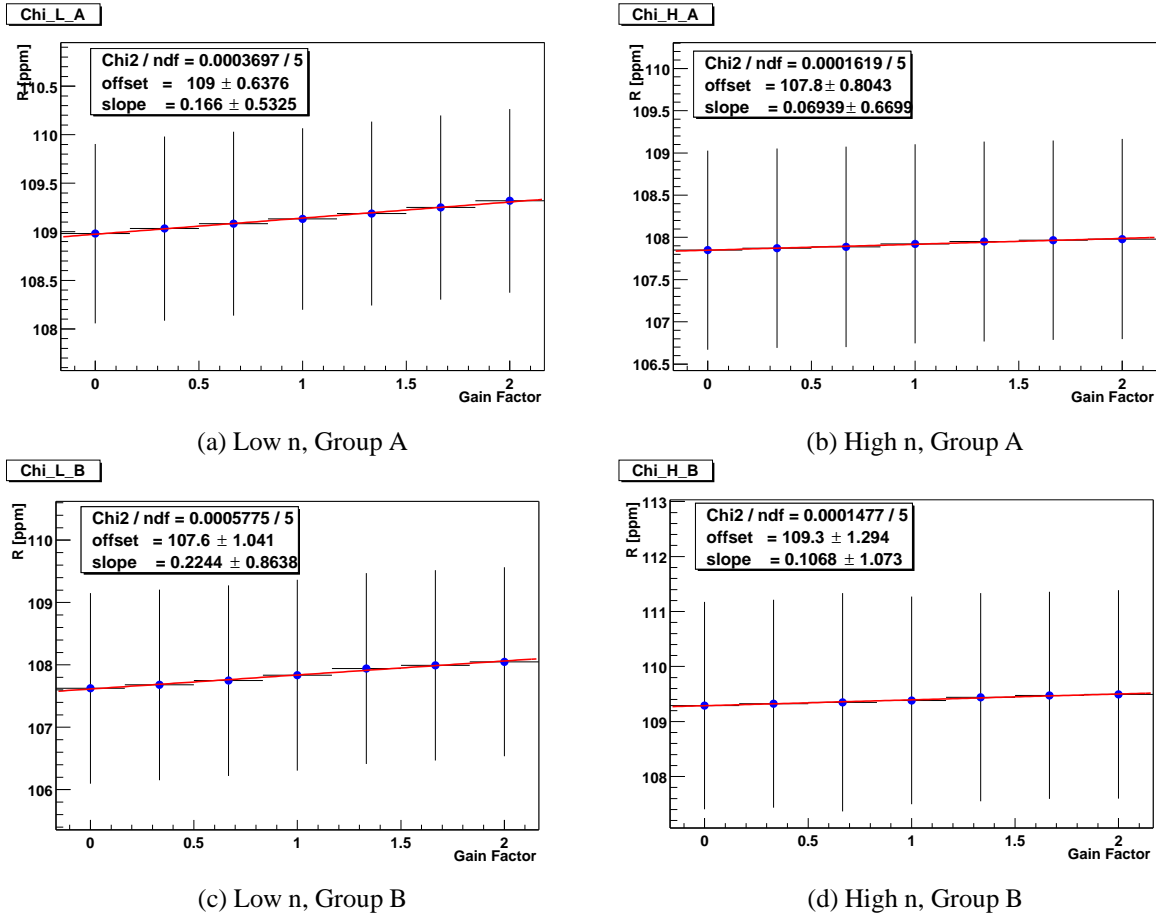 Chi_L_A
R [ppm]
Chi2 / ndf = 0.0003697 / 5
offset = 109 ± 0.6376
slope = 0.166 ± 0.5325
110.5
110
109.5
109
108.5
108
0 0.5 1 1.5 2
Gain Factor
(a) Low n, Group A
Chi_H_A
R [ppm]
Chi2 / ndf = 0.0001619 / 5
offset = 107.8 ± 0.8043
slope = 0.06939 ± 0.6699
110
109.5
109
108.5
108
107.5
107
106.5
0 0.5 1 1.5 2
Gain Factor
(b) High n, Group A
Chi_L_B
R [ppm]
Chi2 / ndf = 0.0005775 / 5
offset = 107.6 ± 1.041
slope = 0.2244 ± 0.8638
110
109
108
107
106
0 0.5 1 1.5 2
Gain Factor
(c) Low n, Group B
Chi_H_B
R [ppm]
Chi2 / ndf = 0.0001477 / 5
offset = 109.3 ± 1.294
slope = 0.1068 ± 1.073
113
112
111
110
109
108
0 0.5 1 1.5 2
Gain Factor
(d) High n, Group B